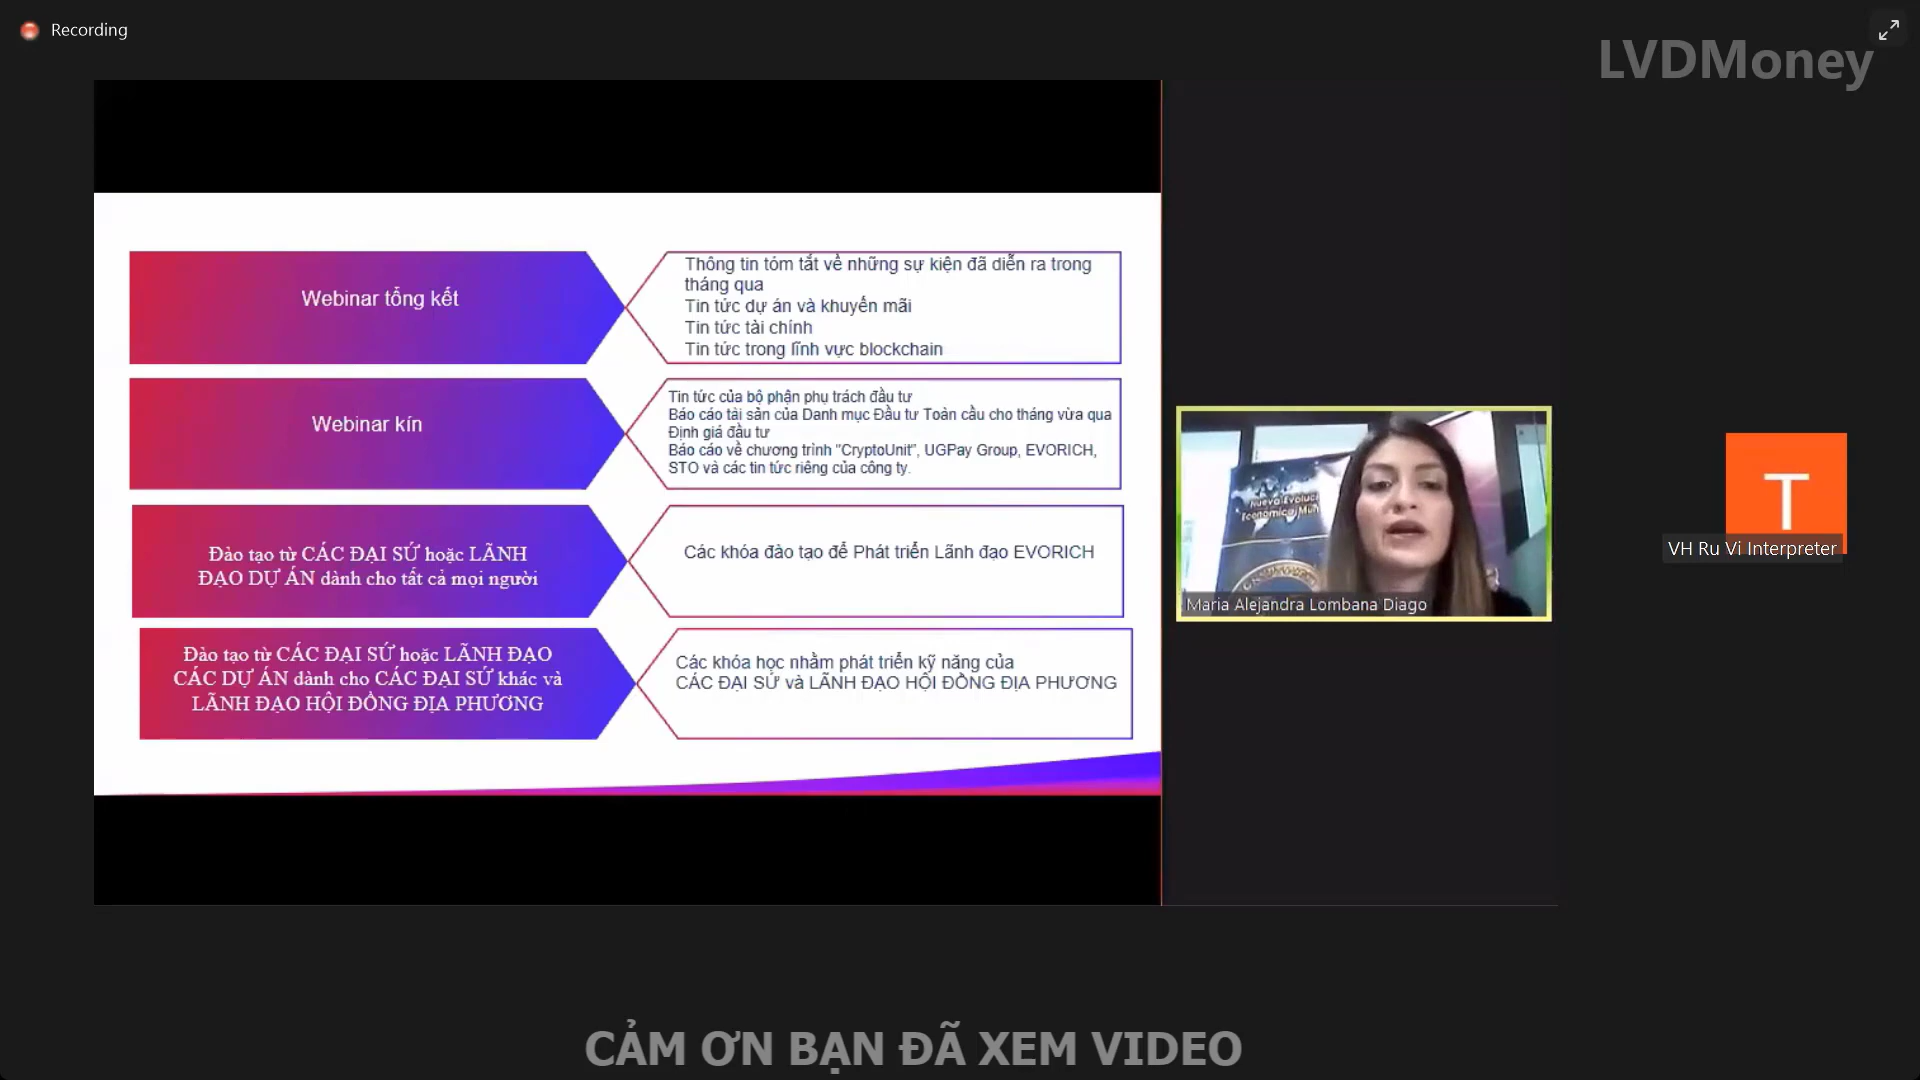 Recording
LVDMoney
Webinar tổng kết
Thông tin tóm tắt về những sự kiện đã diễn ra trong
tháng qua
Tin tức dự án và khuyến mãi
Tin tức tài chính
Tin tức trong lĩnh vực blockchain
Webinar kín
Tin tức của bộ phận phụ trách đầu tư
Báo cáo tài sản của Danh mục Đầu tư Toàn cầu cho tháng vừa qua
Định giá đầu tư
Báo cáo về chương trình "CryptoUnit", UGPay Group, EVORICH,
STO và các tin tức riêng của công ty.
Đào tạo từ CÁC ĐẠI SỨ hoặc LÃNH
ĐẠO DỰ ÁN dành cho tất cả mọi người
Các khóa đào tạo để Phát triển Lãnh đạo EVORICH
Đào tạo từ CÁC ĐẠI SỨ hoặc LÃNH ĐẠO
CÁC DỰ ÁN dành cho CÁC ĐẠI SỨ khác và
LÃNH ĐẠO HỘI ĐỒNG ĐỊA PHƯƠNG
Các khóa học nhằm phát triển kỹ năng của
CÁC ĐẠI SỨ và LÃNH ĐẠO HỘI ĐỒNG ĐỊA PHƯƠNG
Nueva Evoluci
Económica Mun
Maria Alejandra Lombana Diago
T
VH Ru Vi Interpreter
CẢM ƠN BẠN ĐÃ XEM VIDEO